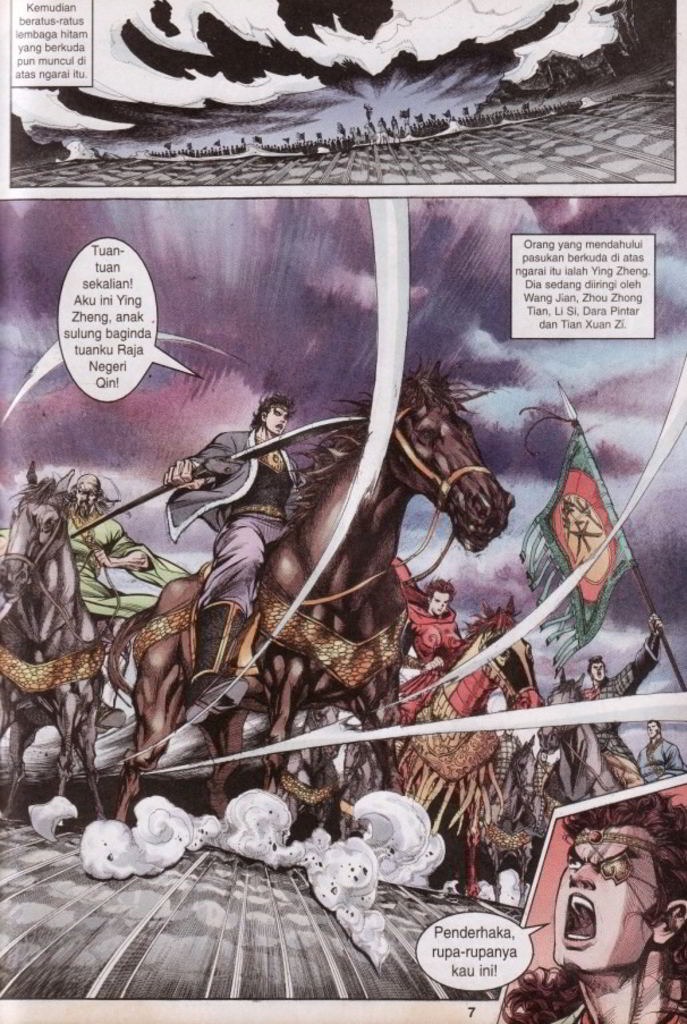 Kemudian
beratus-ratus
lembaga hitam
yang berkuda
pun muncul di
atas ngarai itu.
Tuan-
tuan
sekalian!
Aku ini Ying
Zheng, anak
sulung baginda
tuanku Raja
Negeri
Qin!
Orang yang mendahului
pasukan berkuda di atas
ngarai itu ialah Ying Zheng.
Dia sedang diiringi oleh
Wang Jian, Zhou Zhong
Tian, Li Si, Dara Pintar
dan Tian Xuan Zi.
Penderhaka,
rupa-rupanya
kau ini!
7